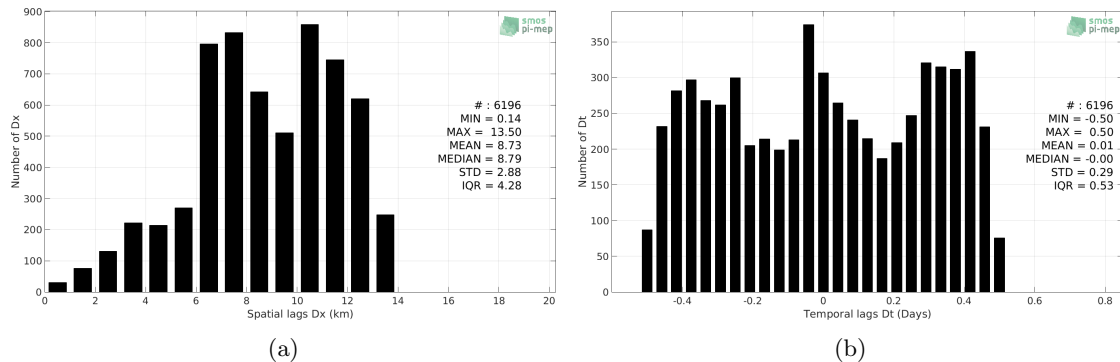 900
800
700
600
500
400
300
200
100
0
Number of Dx
0 2 4 6 8 10 12 14 16 18 20
Spatial lags Dx (km)
smos
pi-mep
# : 6196
MIN = 0.14
MAX = 13.50
MEAN = 8.73
MEDIAN = 8.79
STD = 2.88
IQR = 4.28
(a)
350
300
250
200
150
100
50
0
Number of Dt
-0.4 -0.2 0 0.2 0.4 0.6 0.8
Temporal lags Dt (Days)
smos
pi-mep
# : 6196
MIN = -0.50
MAX = 0.50
MEAN = 0.01
MEDIAN = -0.00
STD = 0.29
IQR = 0.53
(b)